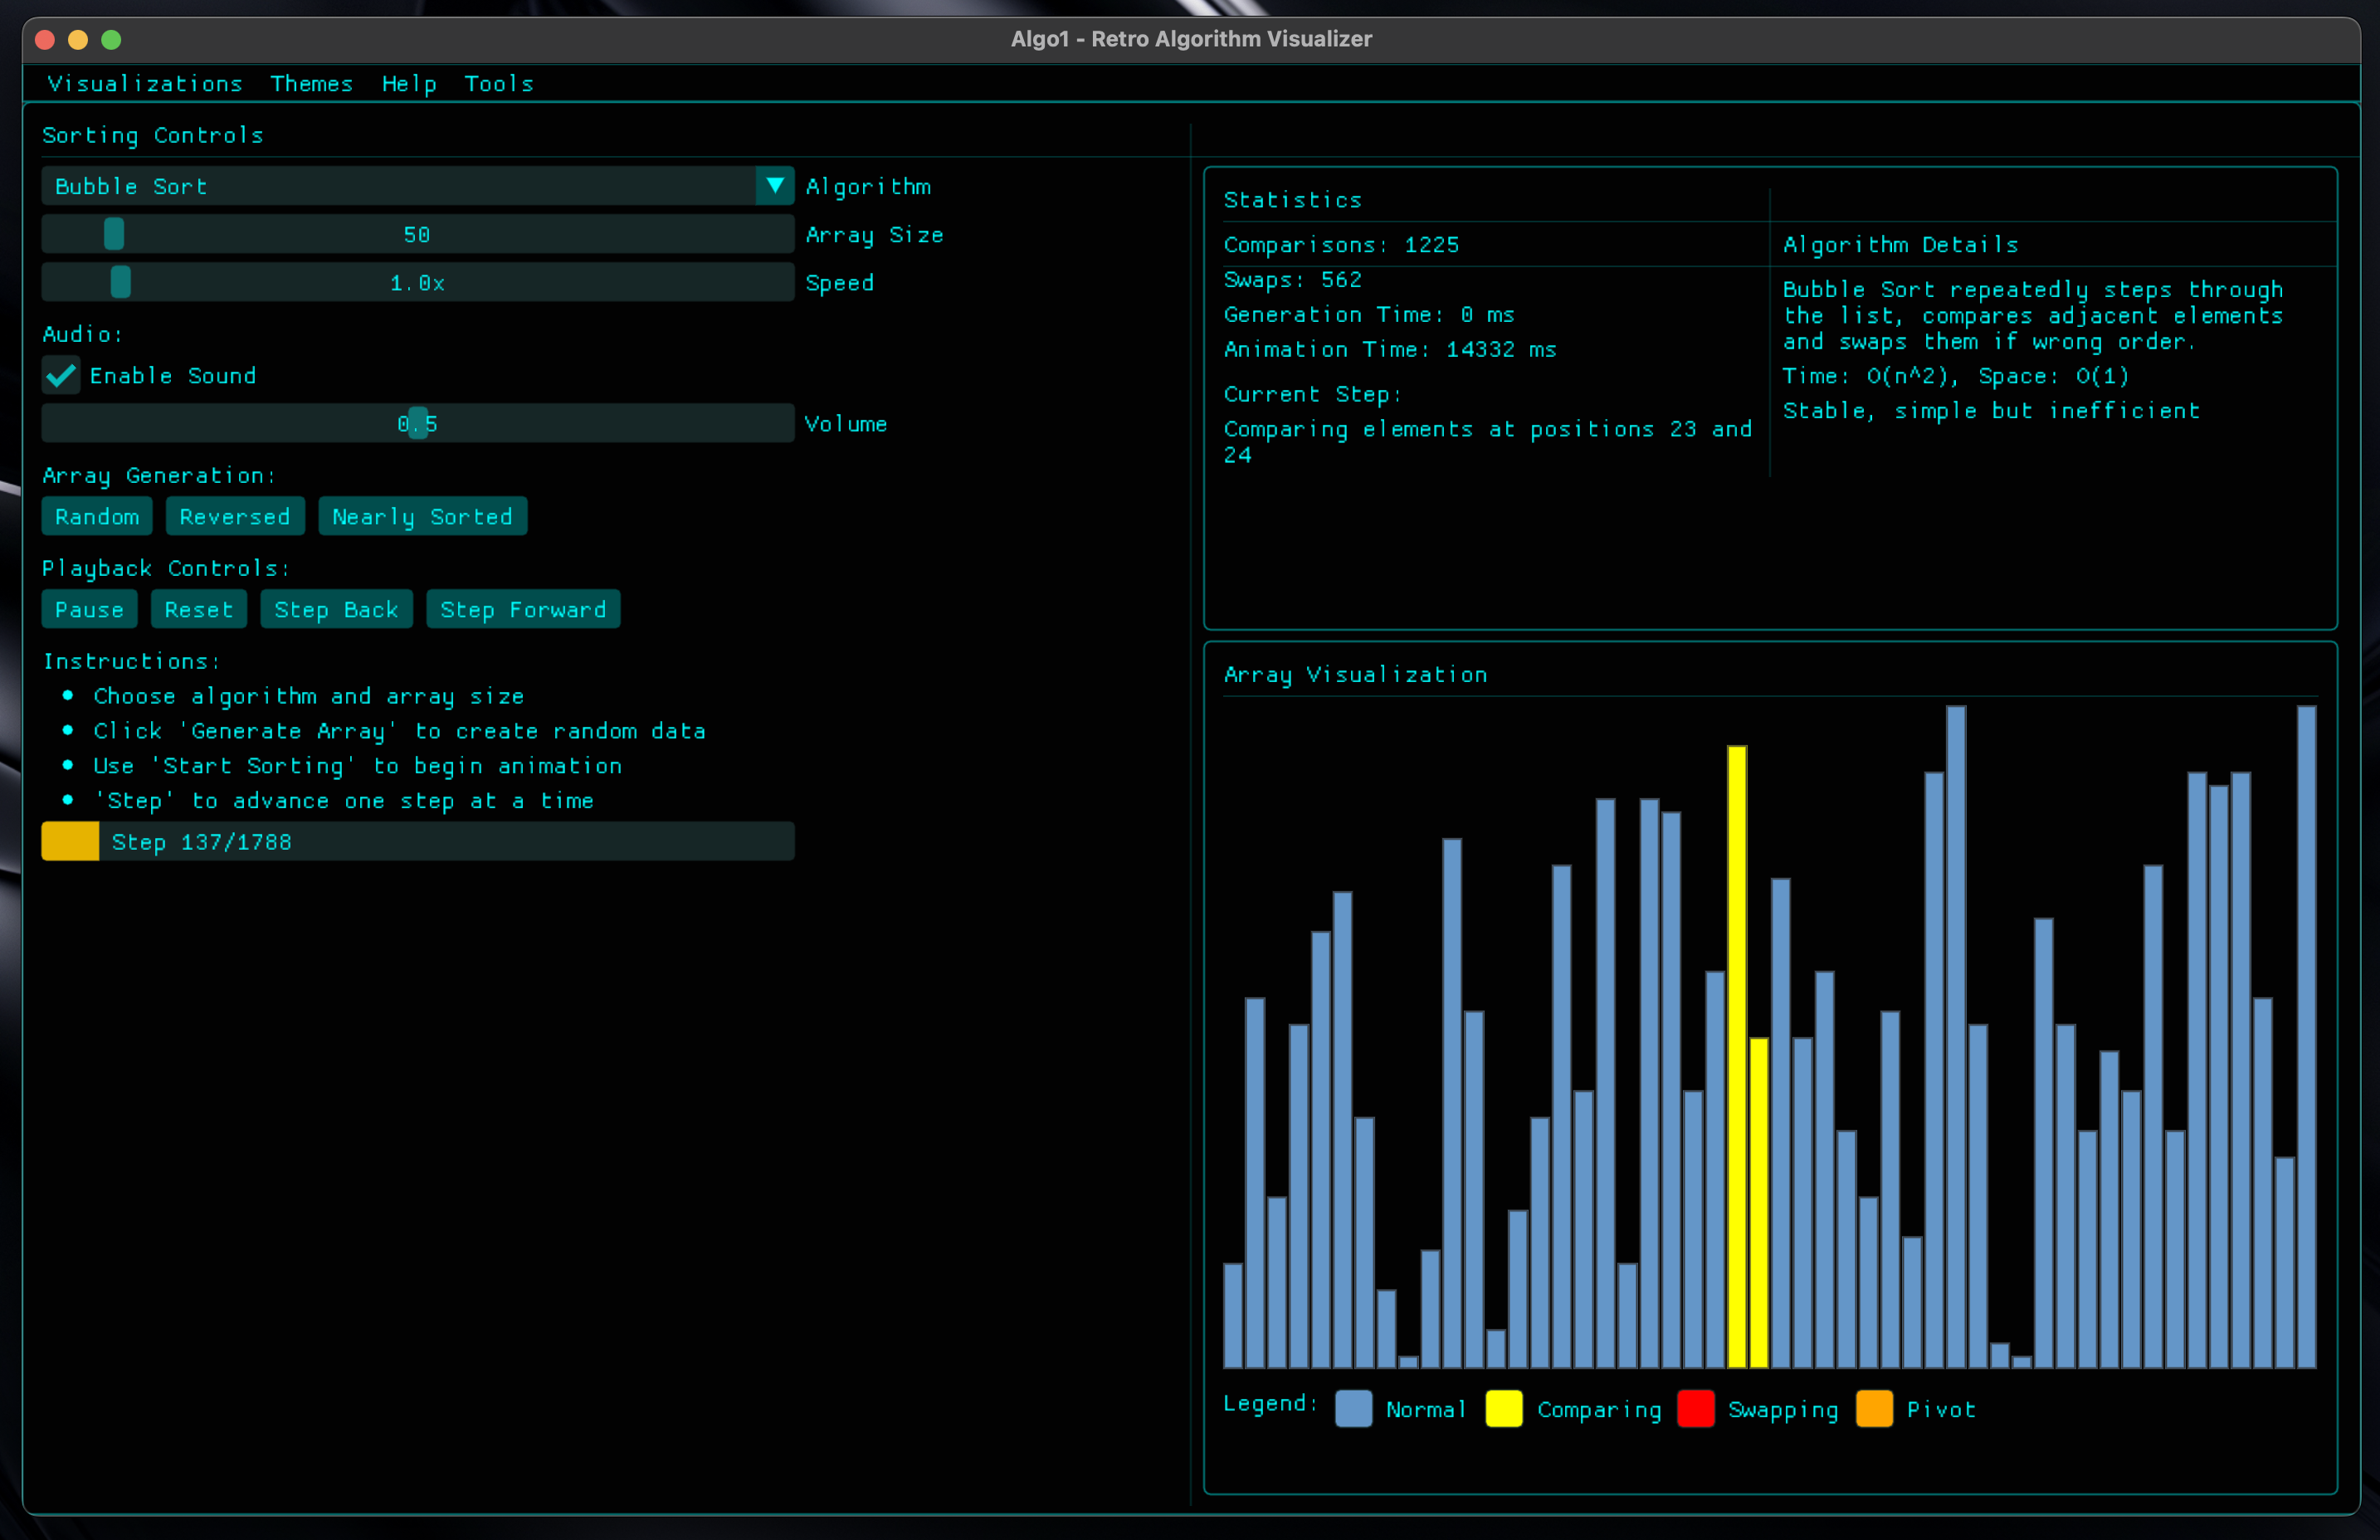 Algo1 - Retro Algorithm Visualizer
Visualizations Themes Help Tools
Sorting Controls
Bubble Sort Algorithm
50 Array Size
1.0x Speed
Audio:
Enable Sound
0.5 Volume
Array Generation:
Random Reversed Nearly Sorted
Playback Controls:
Pause Reset Step Back Step Forward
Instructions:
Choose algorithm and array size
Click 'Generate Array' to create random data
Use 'Start Sorting' to begin animation
'Step' to advance one step at a time
Step 137/1788
Statistics
Comparisons: 1225
Swaps: 562
Generation Time: 0 ms
Animation Time: 14332 ms
Current Step:
Comparing elements at positions 23 and
24
Algorithm Details
Bubble Sort repeatedly steps through
the list, compares adjacent elements
and swaps them if wrong order.
Time: O(n^2), Space: O(1)
Stable, simple but inefficient
Array Visualization
Legend: Normal Comparing Swapping Pivot